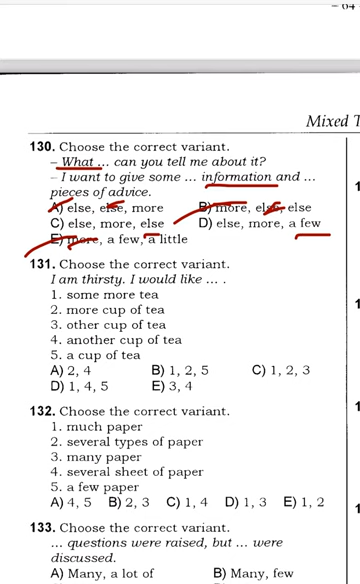 – 64
Mixed T
130. Choose the correct variant.
– What ... can you tell me about it?
– I want to give some ... information and ...
pieces of advice.
A) else, else, more B) more, else, else
C) else, more, else D) else, more, a few
E) more, a few, a little
131. Choose the correct variant.
I am thirsty. I would like ... .
1. some more tea
2. more cup of tea
3. other cup of tea
4. another cup of tea
5. a cup of tea
A) 2, 4 B) 1, 2, 5 C) 1, 2, 3
D) 1, 4, 5 E) 3, 4
132. Choose the correct variant.
1. much paper
2. several types of paper
3. many paper
4. several sheet of paper
5. a few paper
A) 4, 5 B) 2, 3 C) 1, 4 D) 1, 3 E) 1, 2
133. Choose the correct variant.
... questions were raised, but ... were
discussed.
A) Many, a lot of B) Many, few